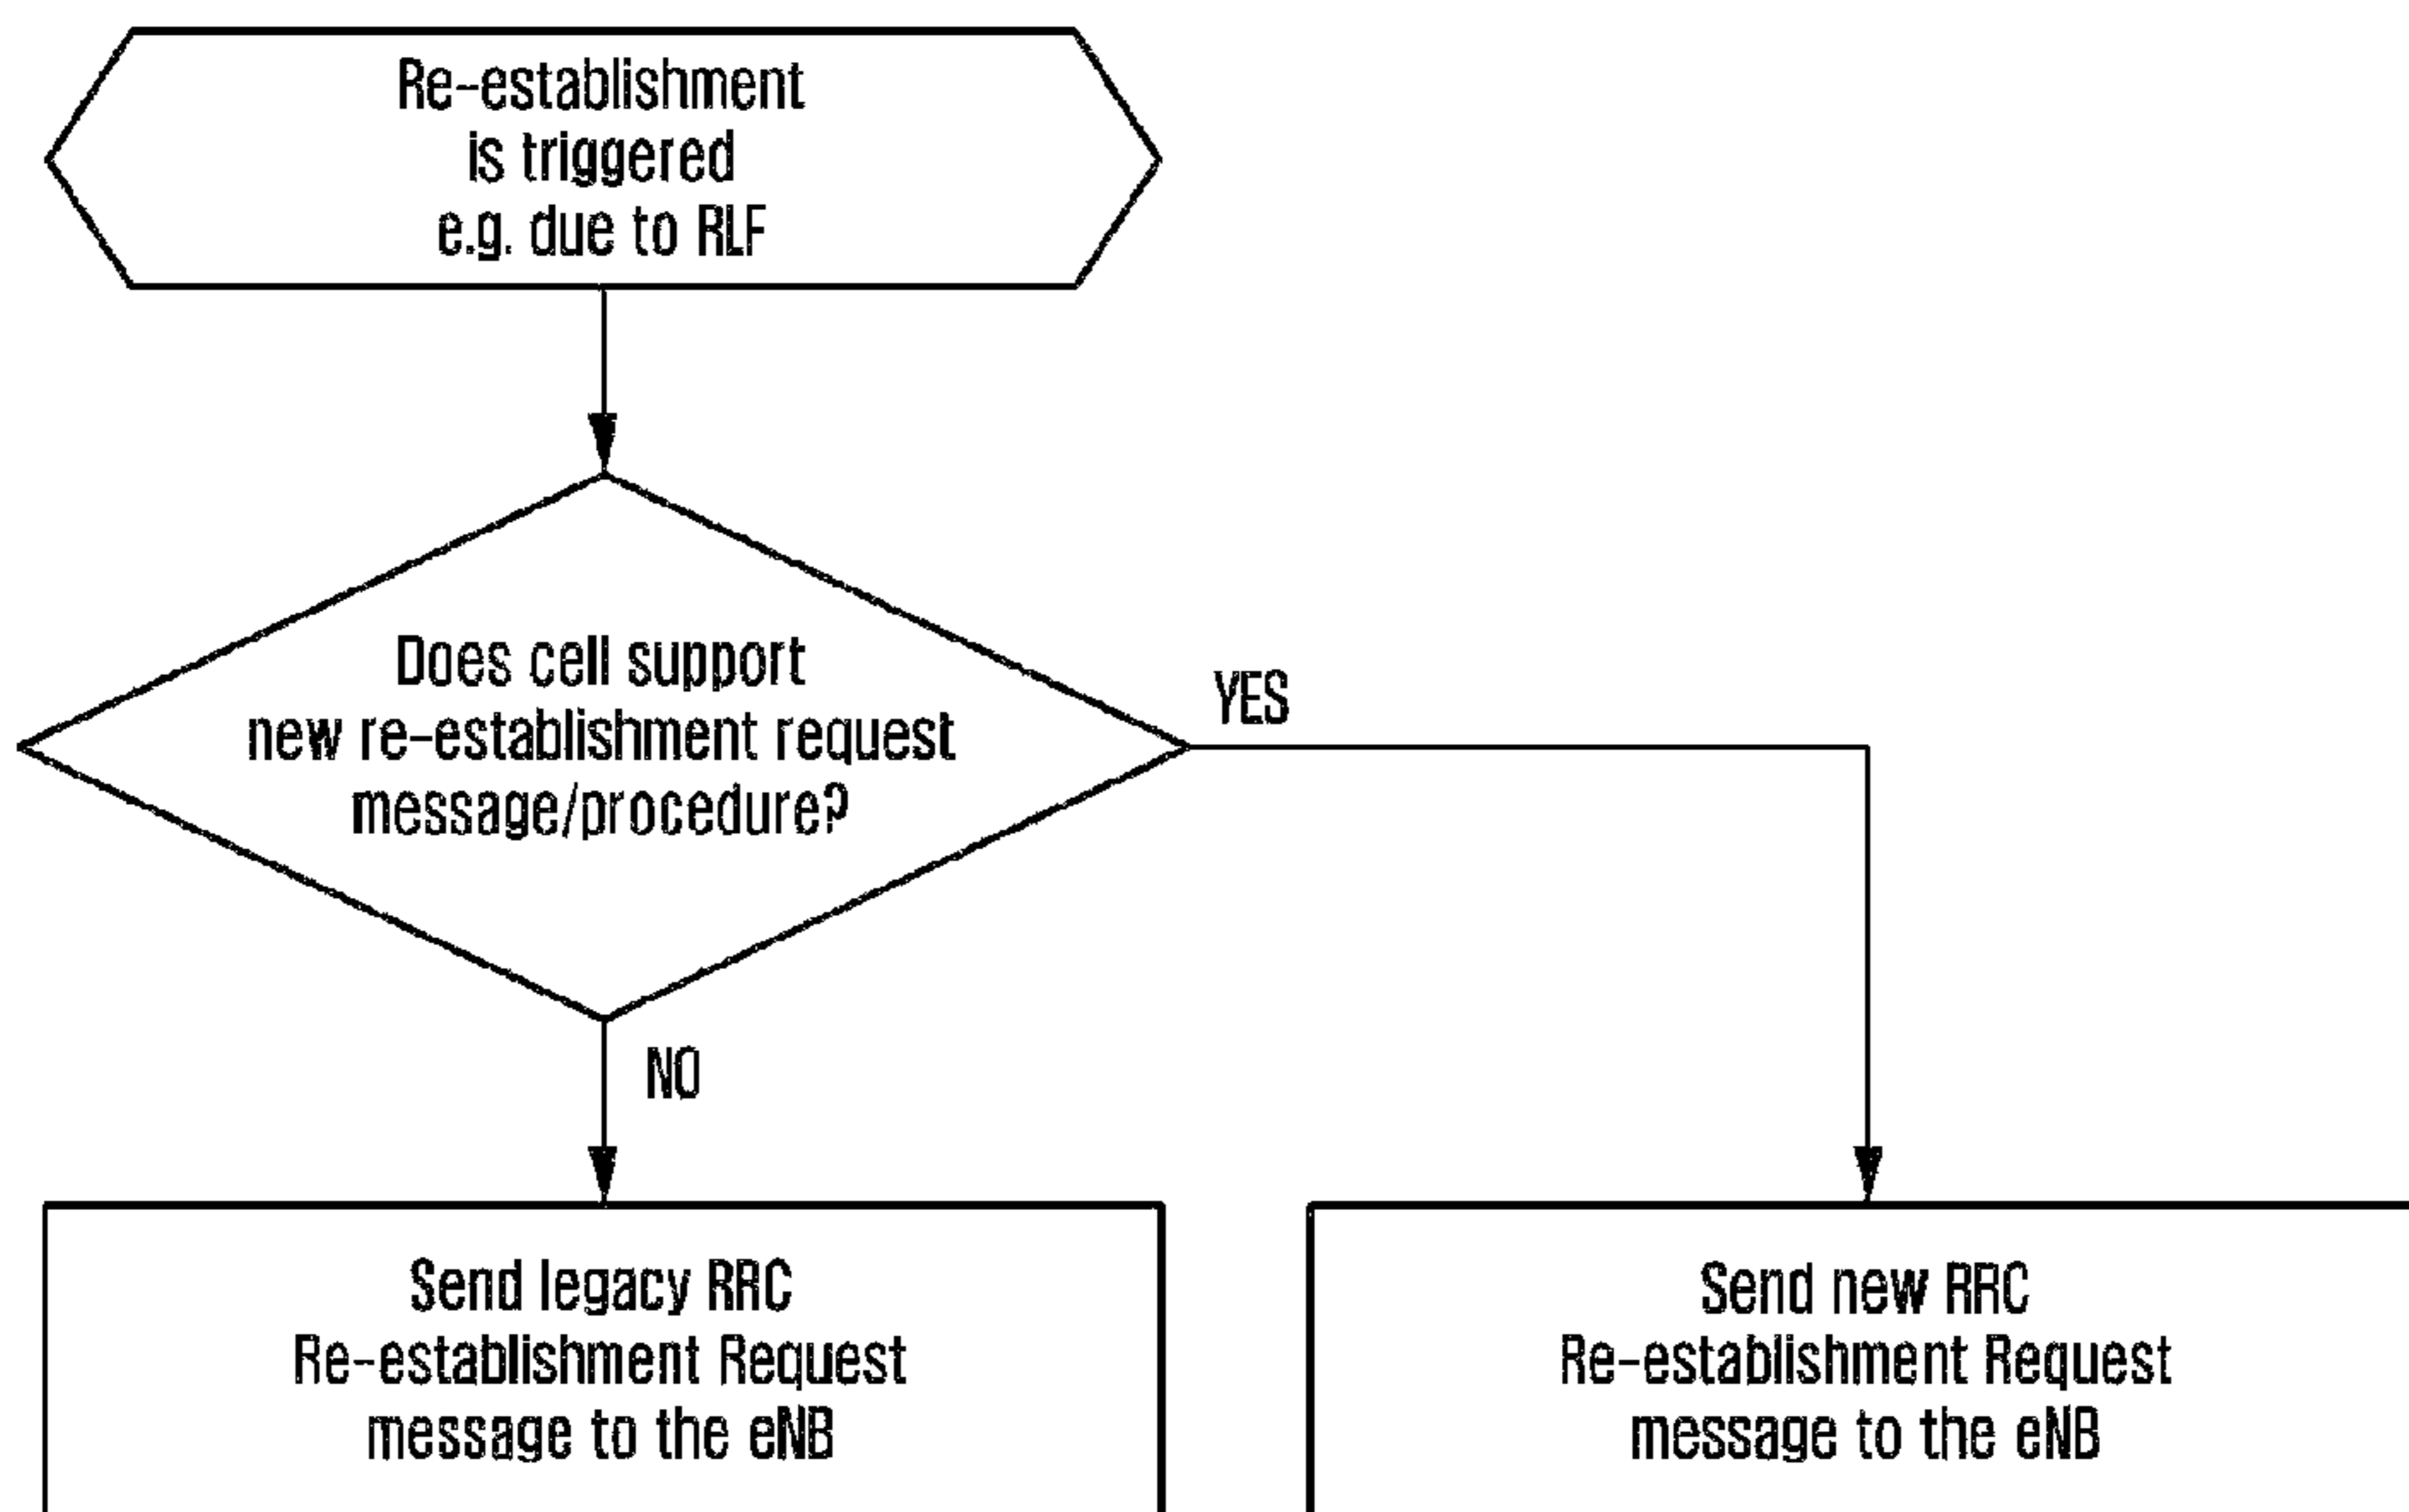 Re-establishment
is triggered
e.g. due to RLF
Does cell support
new re-establishment request
message/procedure?
YES
NO
Send legacy RRC
Re-establishment Request
message to the eNB
Send new RRC
Re-establishment Request
message to the eNB